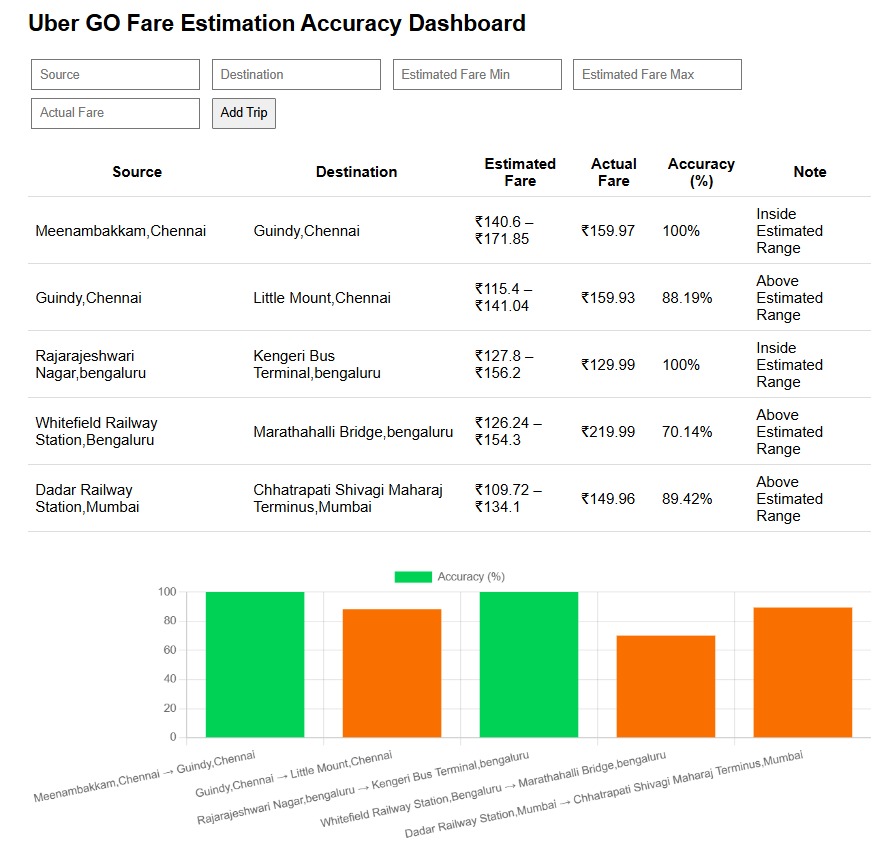 Uber GO Fare Estimation Accuracy Dashboard
Source
Destination
Estimated Fare Min
Estimated Fare Max
Actual Fare
Add Trip
Source
Destination
Estimated
Fare
Actual
Fare
Accuracy
(%)
Note
Meenambakkam,Chennai
Guindy,Chennai
₹140.6 –
₹171.85
₹159.97
100%
Inside
Estimated
Range
Guindy,Chennai
Little Mount,Chennai
₹115.4 –
₹141.04
₹159.93
88.19%
Above
Estimated
Range
Rajarajeshwari
Nagar,bengaluru
Kengeri Bus
Terminal,bengaluru
₹127.8 –
₹156.2
₹129.99
100%
Inside
Estimated
Range
Whitefield Railway
Station,Bengaluru
Marathahalli Bridge,bengaluru
₹126.24 –
₹154.3
₹219.99
70.14%
Above
Estimated
Range
Dadar Railway
Station,Mumbai
Chhatrapati Shivagi Maharaj
Terminus,Mumbai
₹109.72 –
₹134.1
₹149.96
89.42%
Above
Estimated
Range
Accuracy (%)
100
80
60
40
20
0
Meenambakkam,Chennai → Guindy,Chennai
Guindy,Chennai → Little Mount,Chennai
Rajarajeshwari Nagar,bengaluru → Kengeri Bus Terminal,bengaluru
Whitefield Railway Station,Bengaluru → Marathahalli Bridge,bengaluru
Dadar Railway Station,Mumbai → Chhatrapati Shivagi Maharaj Terminus,Mumbai